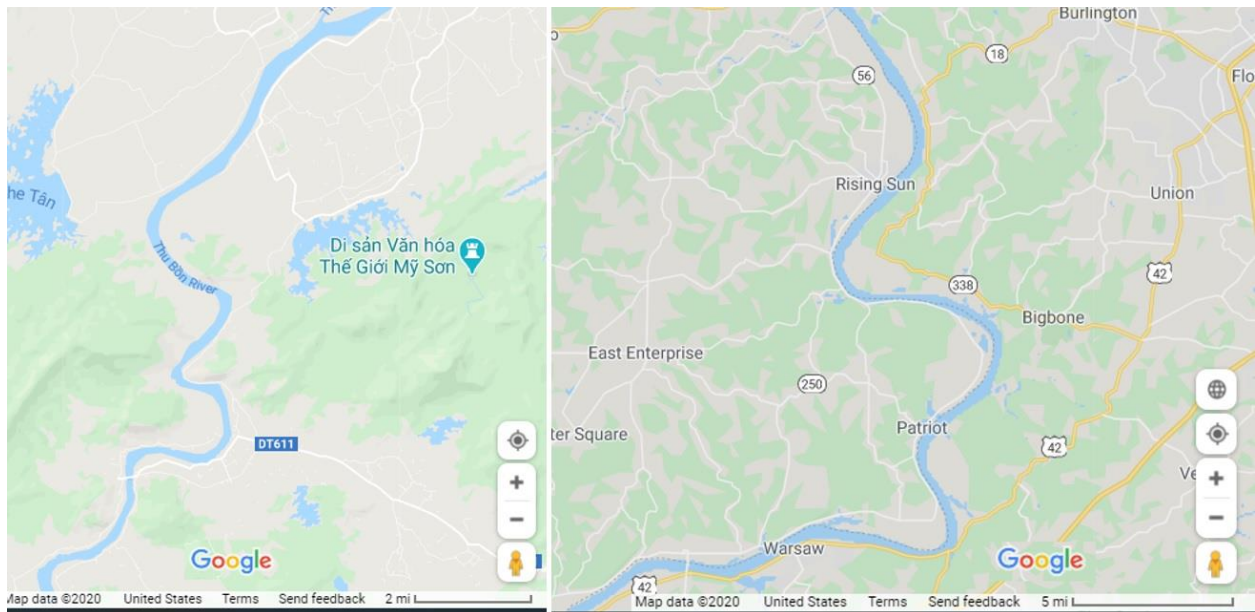 Th
he Tân
Thu Bồn River
Di sản Văn hóa
Thế Giới Mỹ Sơn
DT611
Google
Map data ©2020 United States Terms Send feedback 2 mi
Burlington
18
Flo
56
Rising Sun
Union
42
338
Bigbone
East Enterprise
250
ter Square
Patriot
42
Ve
Warsaw
Google
42
Map data ©2020 United States Terms Send feedback 5 mi